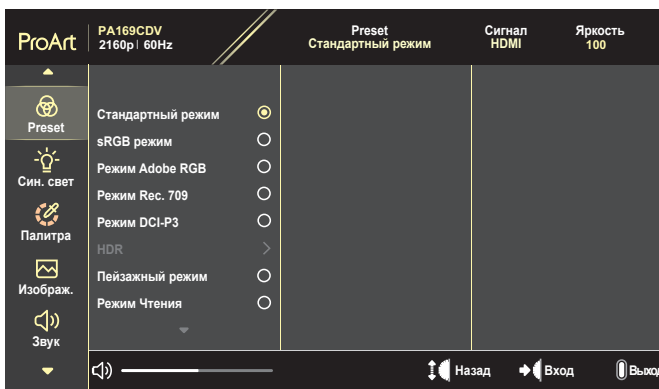 ProArt
PA169CDV
2160p | 60Hz
Preset
Стандартный режим
Сигнал
HDMI
Яркость
100
Preset
Син. свет
Палитра
Изображ.
Звук
Стандартный режим
sRGB режим
Режим Adobe RGB
Режим Rec. 709
Режим DCI-P3
HDR
Пейзажный режим
Режим Чтения
Назад
Вход
Выход